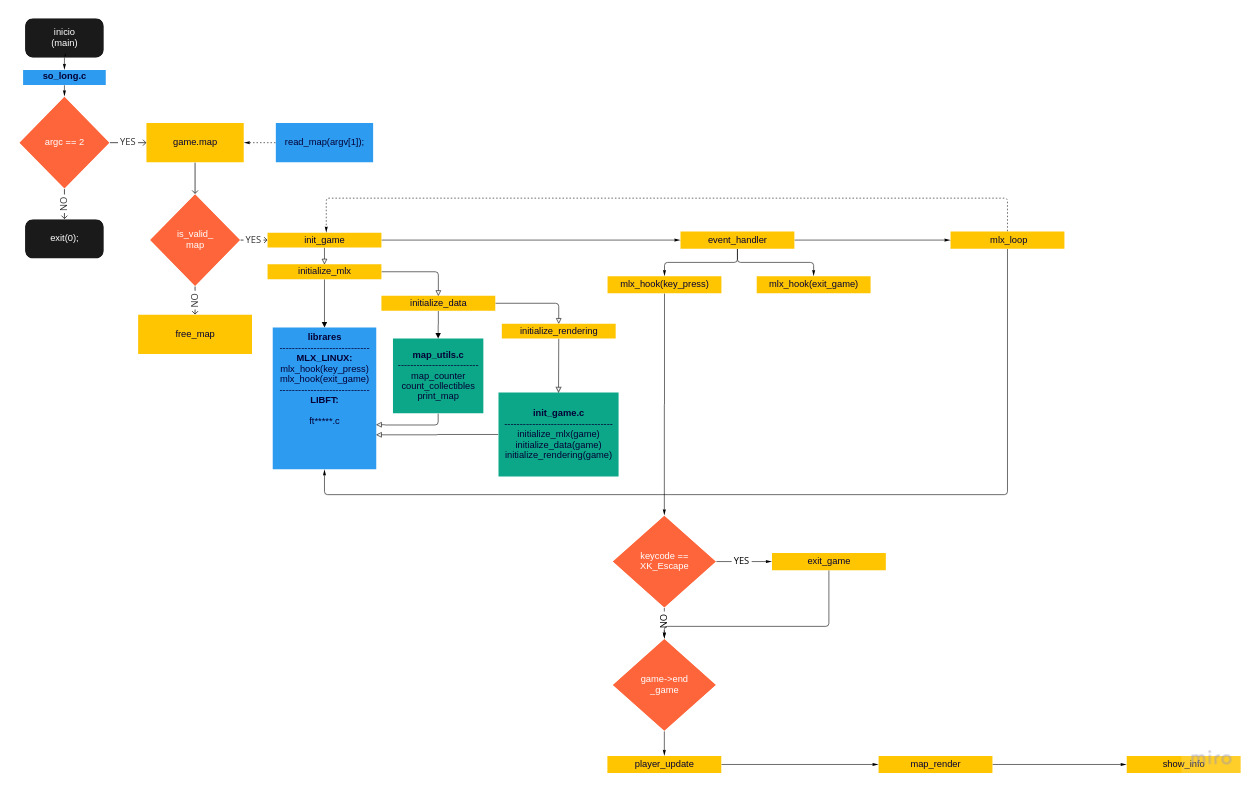 inicio
(main)
so_long.c
argc == 2
YES
game.map
read_map(argv[1]);
NO
exit(0);
is_valid_
map
YES
NO
free_map
init_game
event_handler
mlx_loop
initialize_mlx
mlx_hook(key_press)
mlx_hook(exit_game)
initialize_data
initialize_rendering
librares
------------------------------
MLX_LINUX:
mlx_hook(key_press)
mlx_hook(exit_game)
------------------------------
LIBFT:
ft*****.c
map_utils.c
---------------------------
map_counter
count_collectibles
print_map
init_game.c
------------------------------------
initialize_mlx(game)
initialize_data(game)
initialize_rendering(game)
keycode ==
XK_Escape
YES
exit_game
NO
game->end
_game
player_update
map_render
show_info
miro